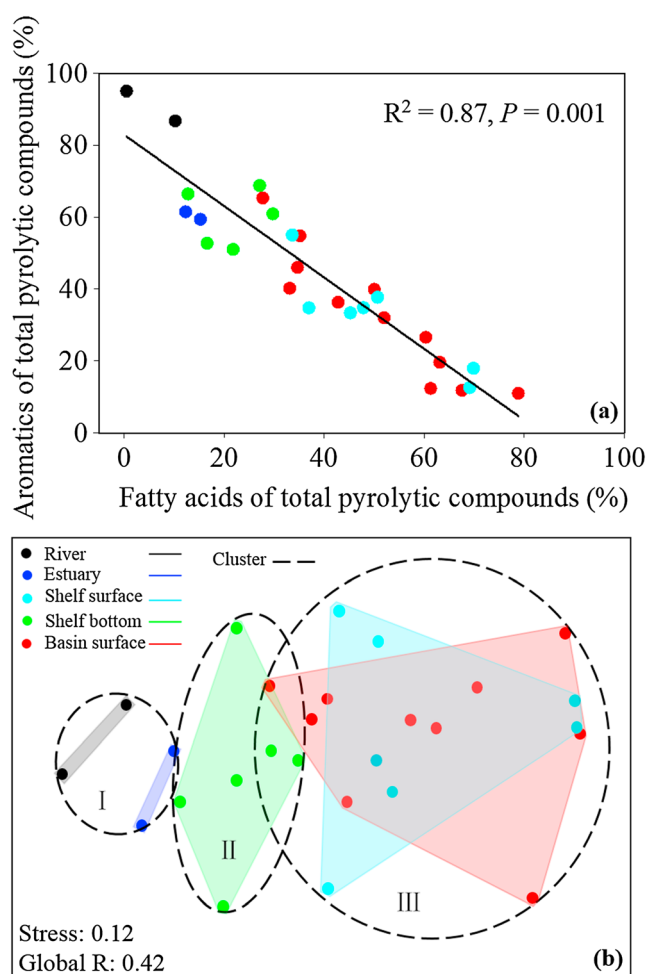 Aromatics of total pyrolytic compounds (%)
100
80
60
40
20
0
R² = 0.87, P = 0.001
(a)
0 20 40 60 80 100
Fatty acids of total pyrolytic compounds (%)
River
Estuary
Shelf surface
Shelf bottom
Basin surface
Cluster
I
II
III
Stress: 0.12
Global R: 0.42
(b)